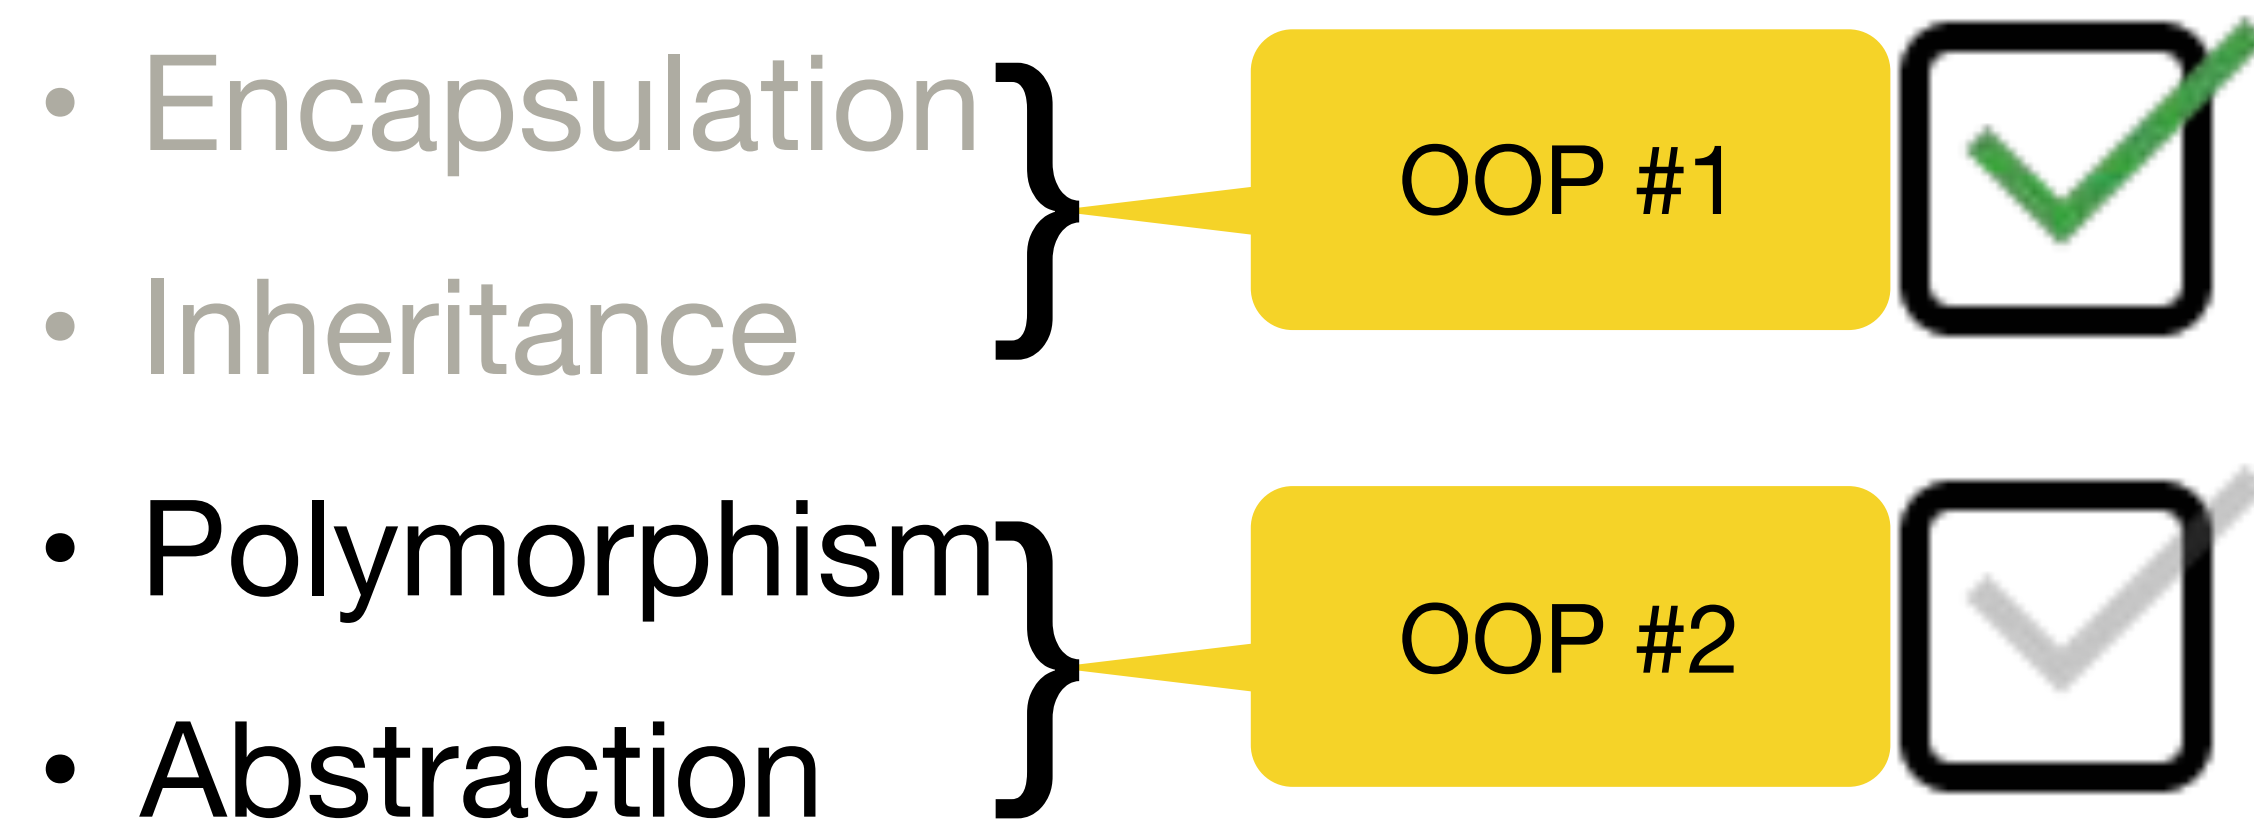 • Encapsulation
OOP #1
• Inheritance
• Polymorphism
OOP #2
• Abstraction